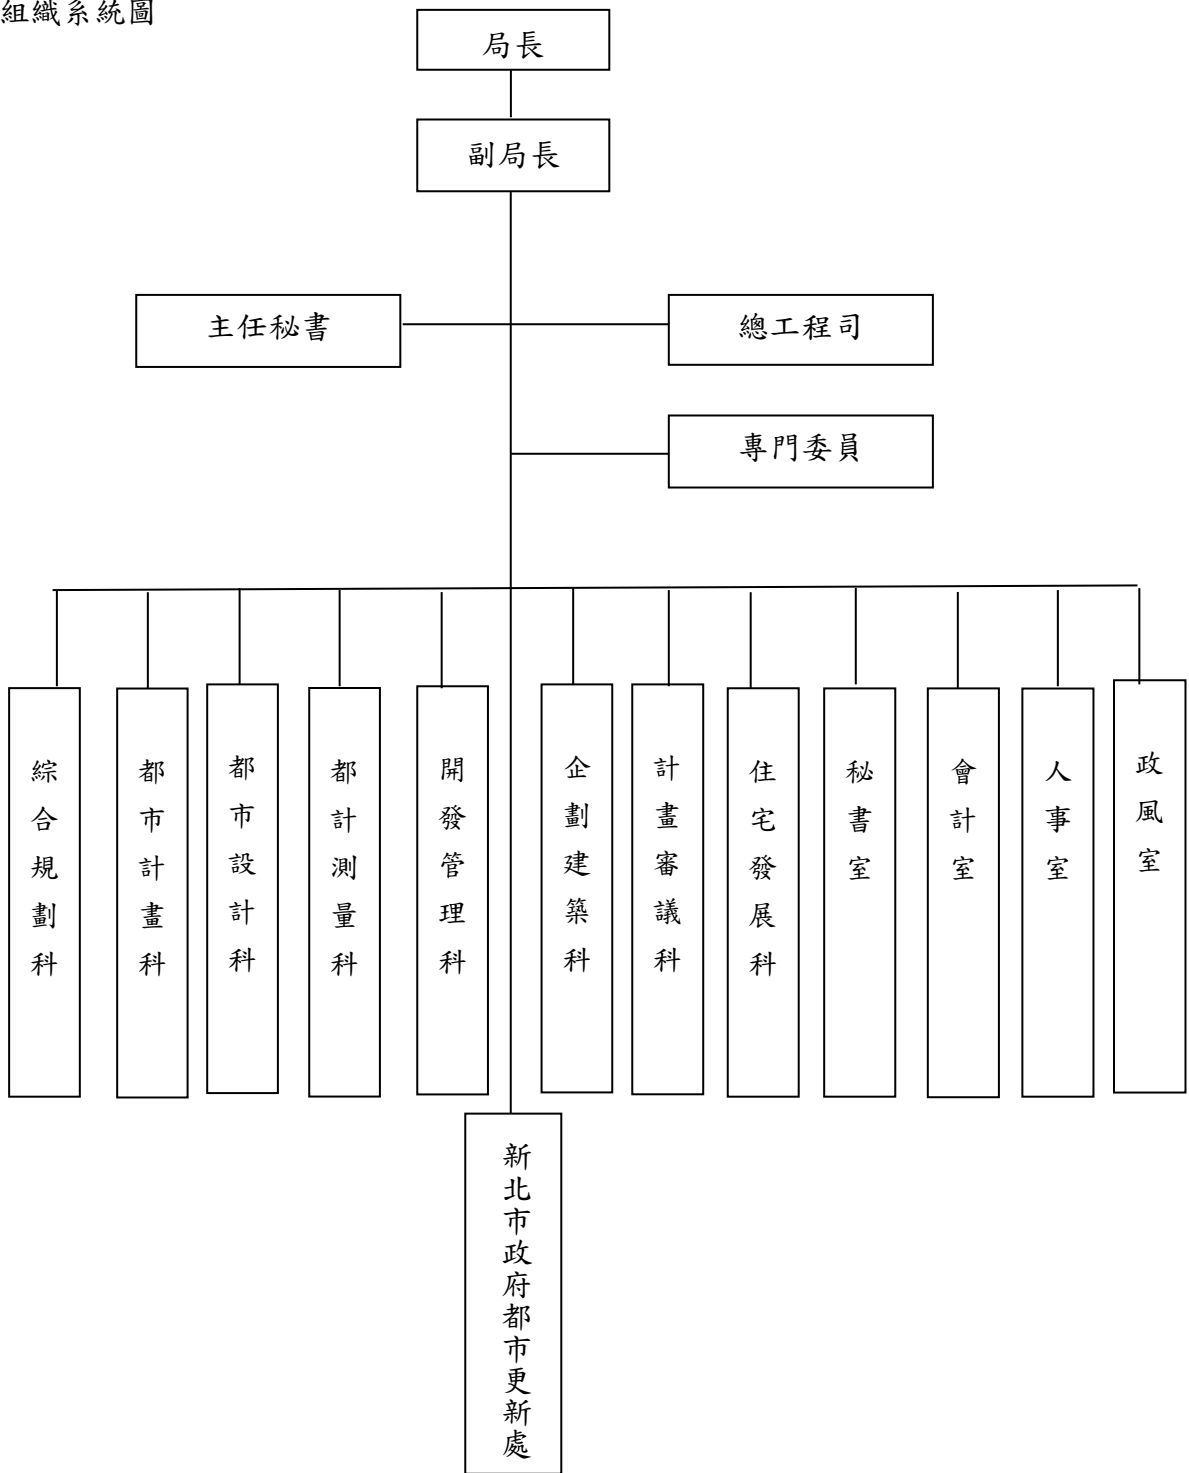 組織系統圖
局長
副局長
主任秘書
總工程司
專門委員
綜合規劃科
都市計畫科
都市設計科
都計測量科
開發管理科
企劃建築科
計畫審議科
住宅發展科
秘書室
會計室
人事室
政風室
新北市政府都市更新處